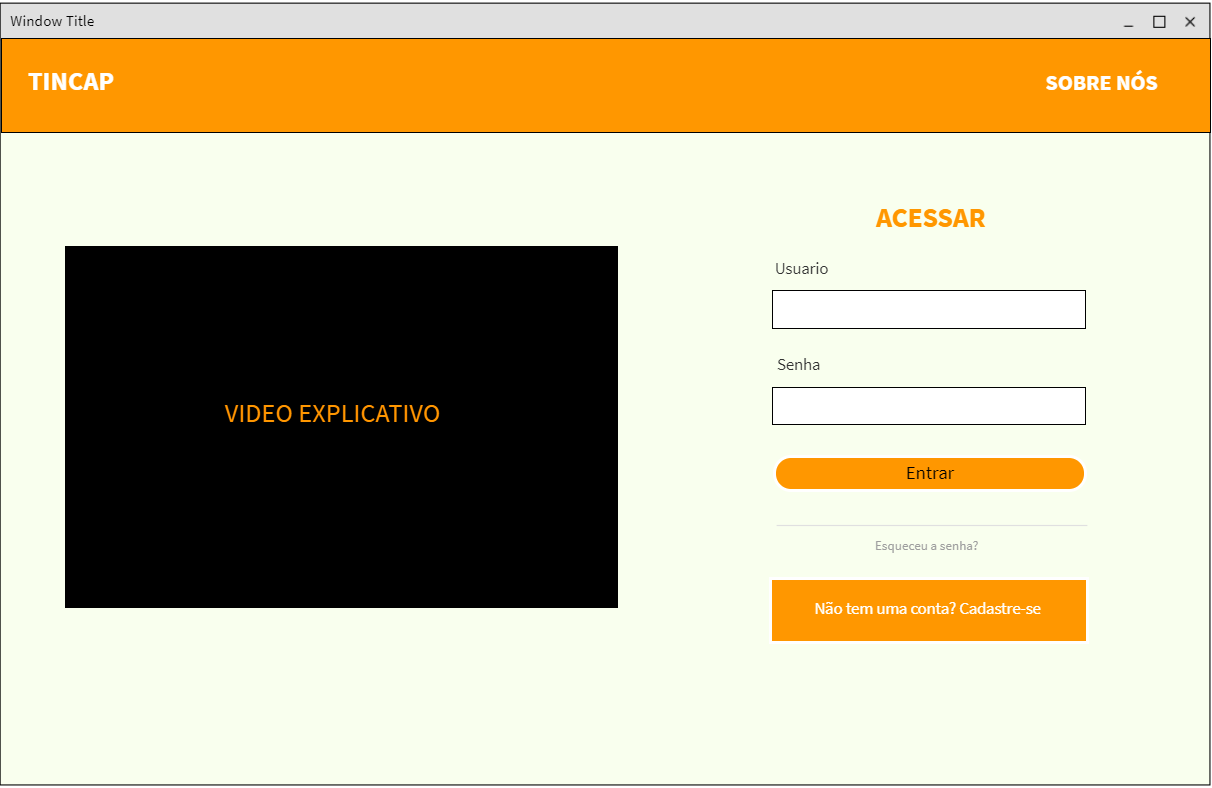 Window Title
TINCAP
SOBRE NÓS
ACESSAR
Usuario
VIDEO EXPLICATIVO
Senha
Entrar
Esqueceu a senha?
Não tem uma conta? Cadastre-se